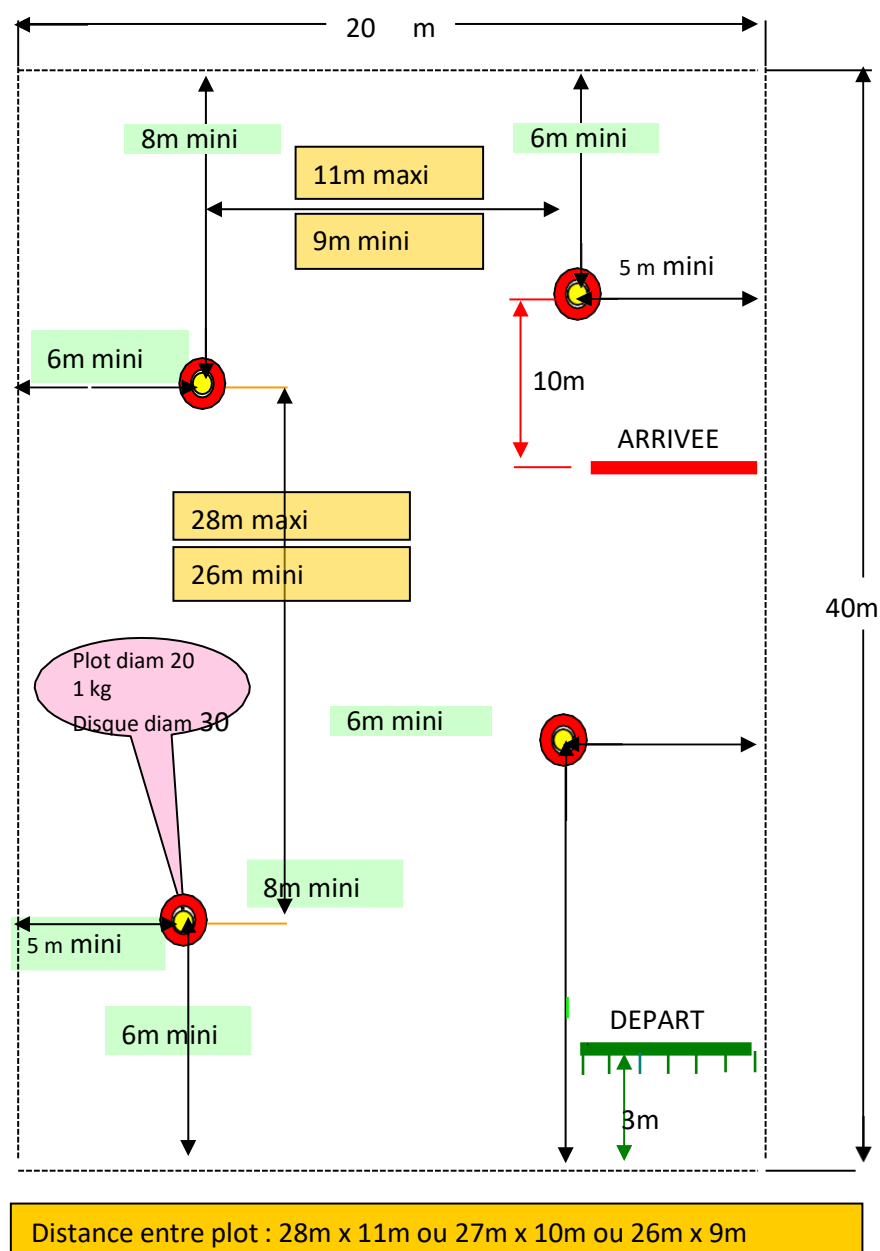 20 m
8m mini
6m mini
11m maxi
9m mini
5 m mini
6m mini
10m
ARRIVEE
28m maxi
26m mini
40m
Plot diam 20
1 kg
Disque diam 30
6m mini
8m mini
5 m mini
6m mini
DEPART
3m
Distance entre plot : 28m x 11m ou 27m x 10m ou 26m x 9m